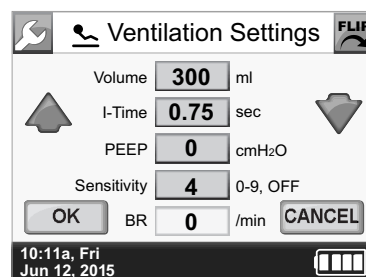 Ventilation Settings FLIP
Volume 300 ml
I-Time 0.75 sec
PEEP 0 cmH2O
Sensitivity 4 0-9, OFF
OK BR 0 /min CANCEL
10:11a, Fri
Jun 12, 2015